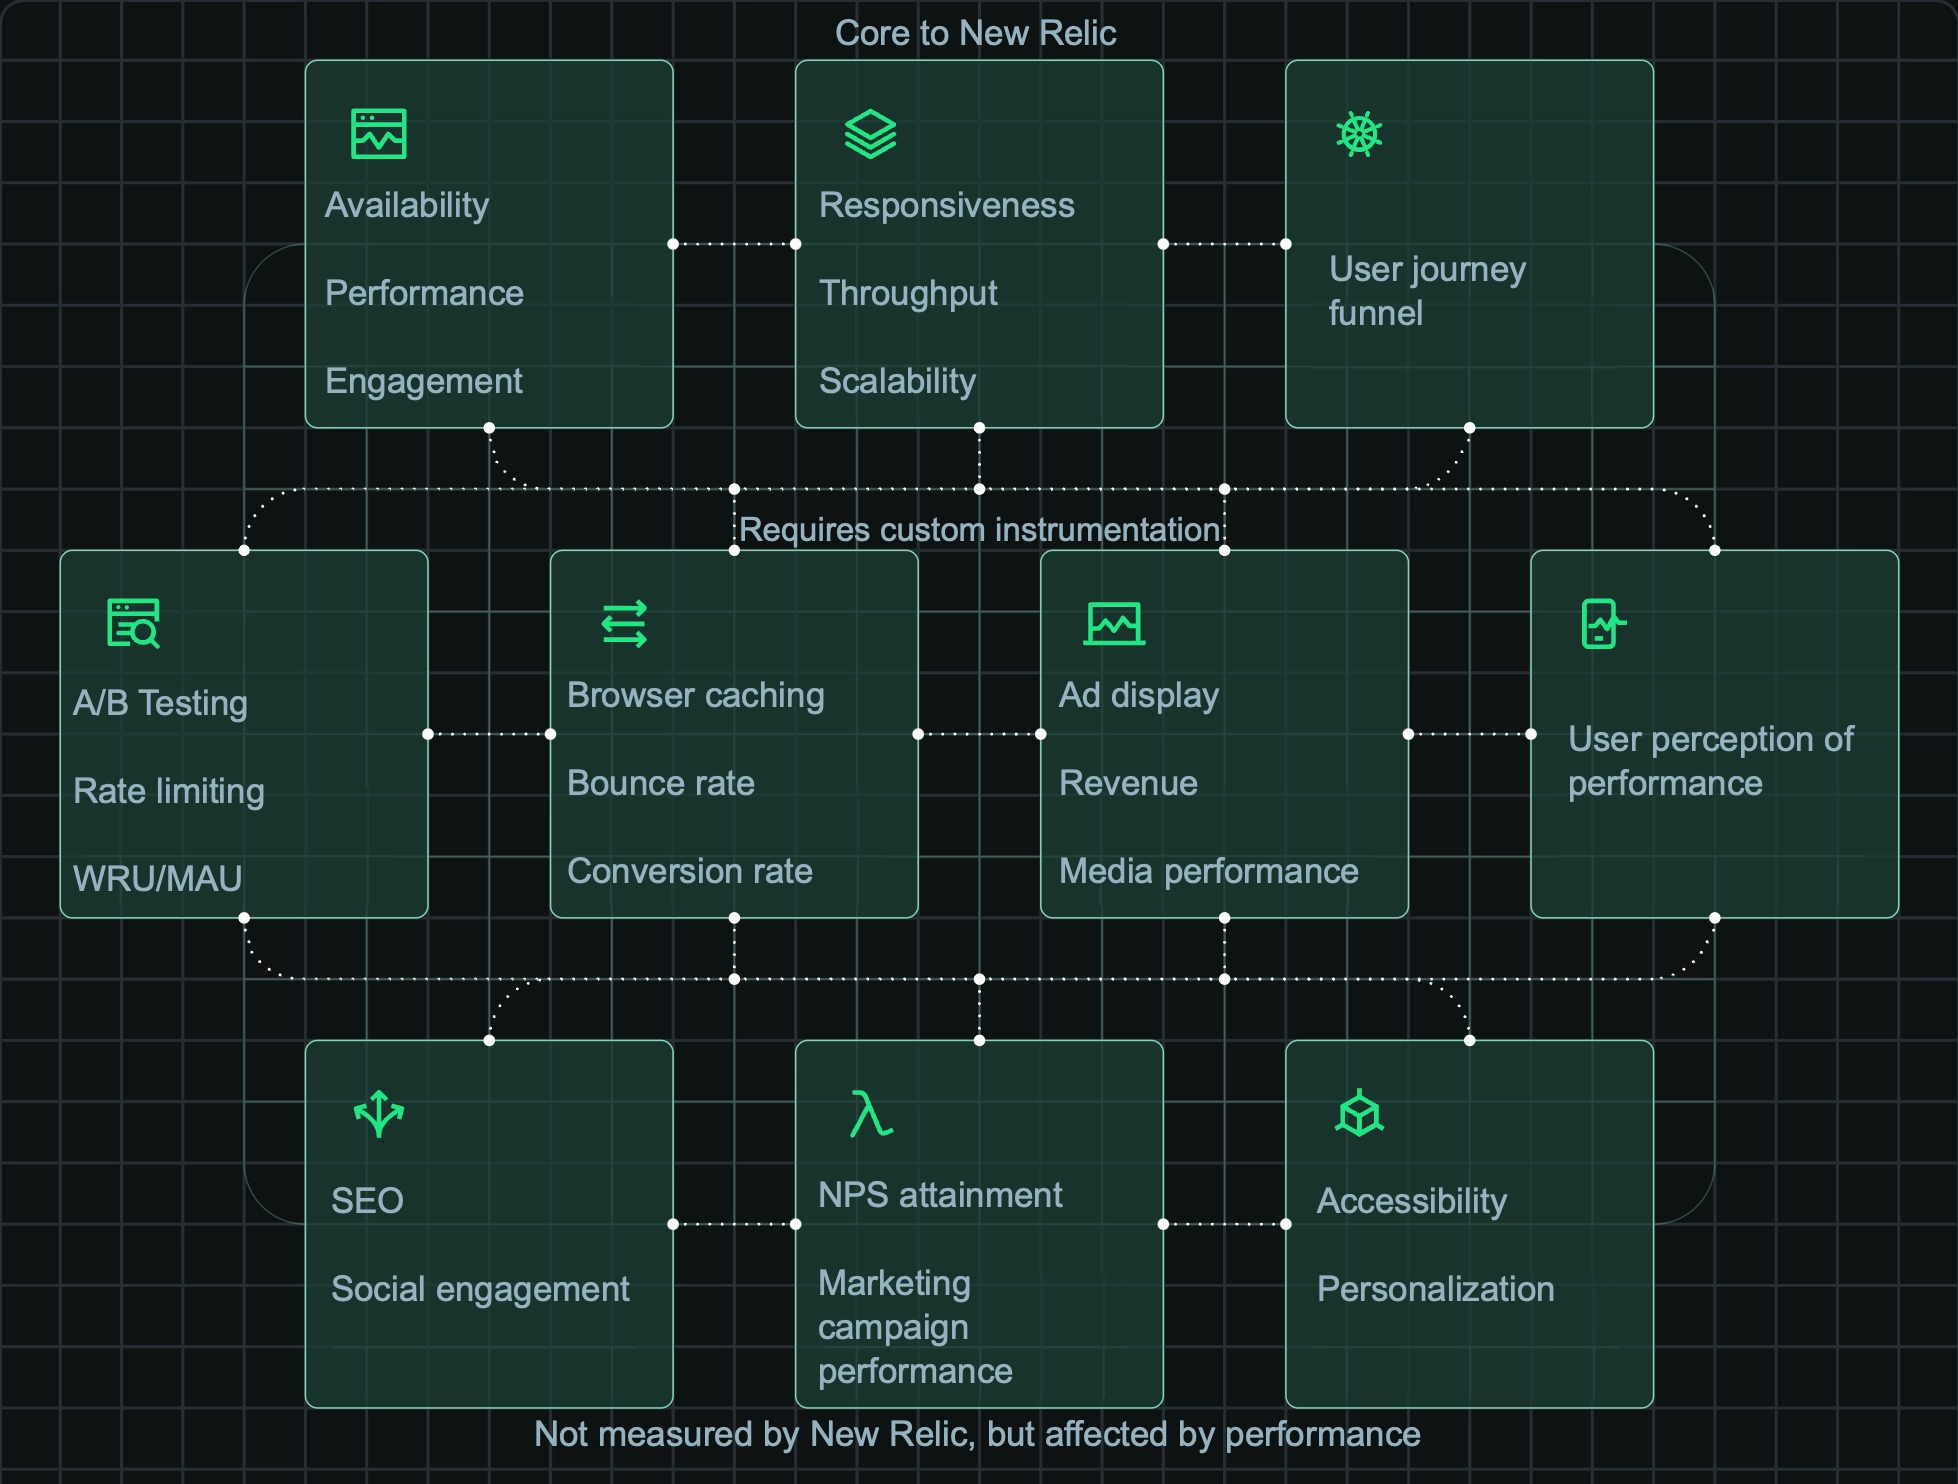 Core to New Relic
Availability
Performance
Engagement
Responsiveness
Throughput
Scalability
User journey
funnel
Requires custom instrumentation
A/B Testing
Rate limiting
WRU/MAU
Browser caching
Bounce rate
Conversion rate
Ad display
Revenue
Media performance
User perception of
performance
SEO
Social engagement
NPS attainment
Marketing
campaign
performance
Accessibility
Personalization
Not measured by New Relic, but affected by performance